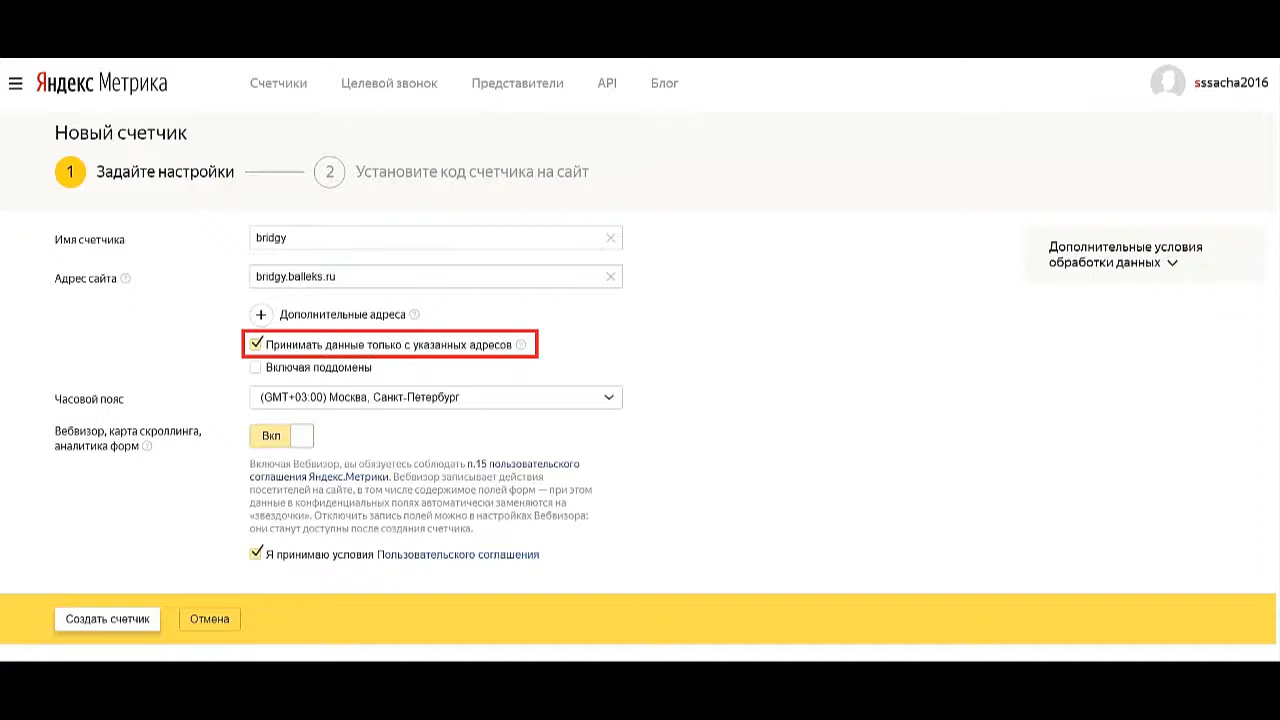 Яндекс Метрика
Счетчики Целевой звонок Представители API Блог
sssacha2016
Новый счетчик
1 Задайте настройки 2 Установите код счетчика на сайт
Имя счетчика bridgy
Адрес сайта bridgy.balleks.ru
Дополнительные условия
обработки данных
Дополнительные адреса
Принимать данные только с указанных адресов
Включая поддомены
Часовой пояс (GMT+03:00) Москва, Санкт-Петербург
Вебвизор, карта скроллинга,
аналитика форм
Вкл
Включая Вебвизор, вы обязуетесь соблюдать п.15 пользовательского
соглашения Яндекс.Метрики. Вебвизор записывает действия
посетителей на сайте, в том числе содержимое полей форм — при этом
данные в конфиденциальных полях автоматически заменяются на
«звездочки». Отключить запись полей можно в настройках Вебвизора:
они станут доступны после создания счетчика.
Я принимаю условия Пользовательского соглашения
Создать счетчик Отмена